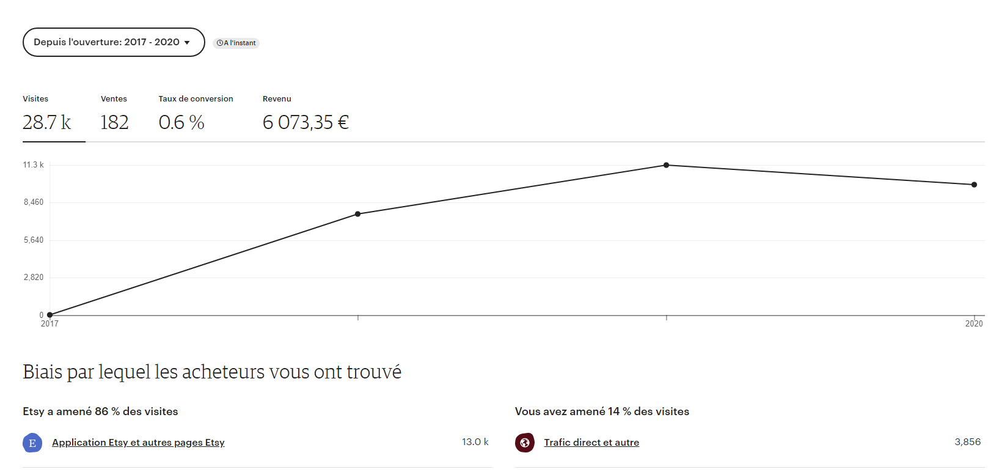 Depuis l'ouverture: 2017 - 2020
A l'instant
Visites
28.7 k
Ventes
182
Taux de conversion
0.6 %
Revenu
6 073,35 €
11.3 k
8,460
5,640
2,820
0
2017
2020
Biais par lequel les acheteurs vous ont trouvé
Etsy a amené 86 % des visites
E
Application Etsy et autres pages Etsy
13.0 k
Vous avez amené 14 % des visites
Trafic direct et autre
3,856